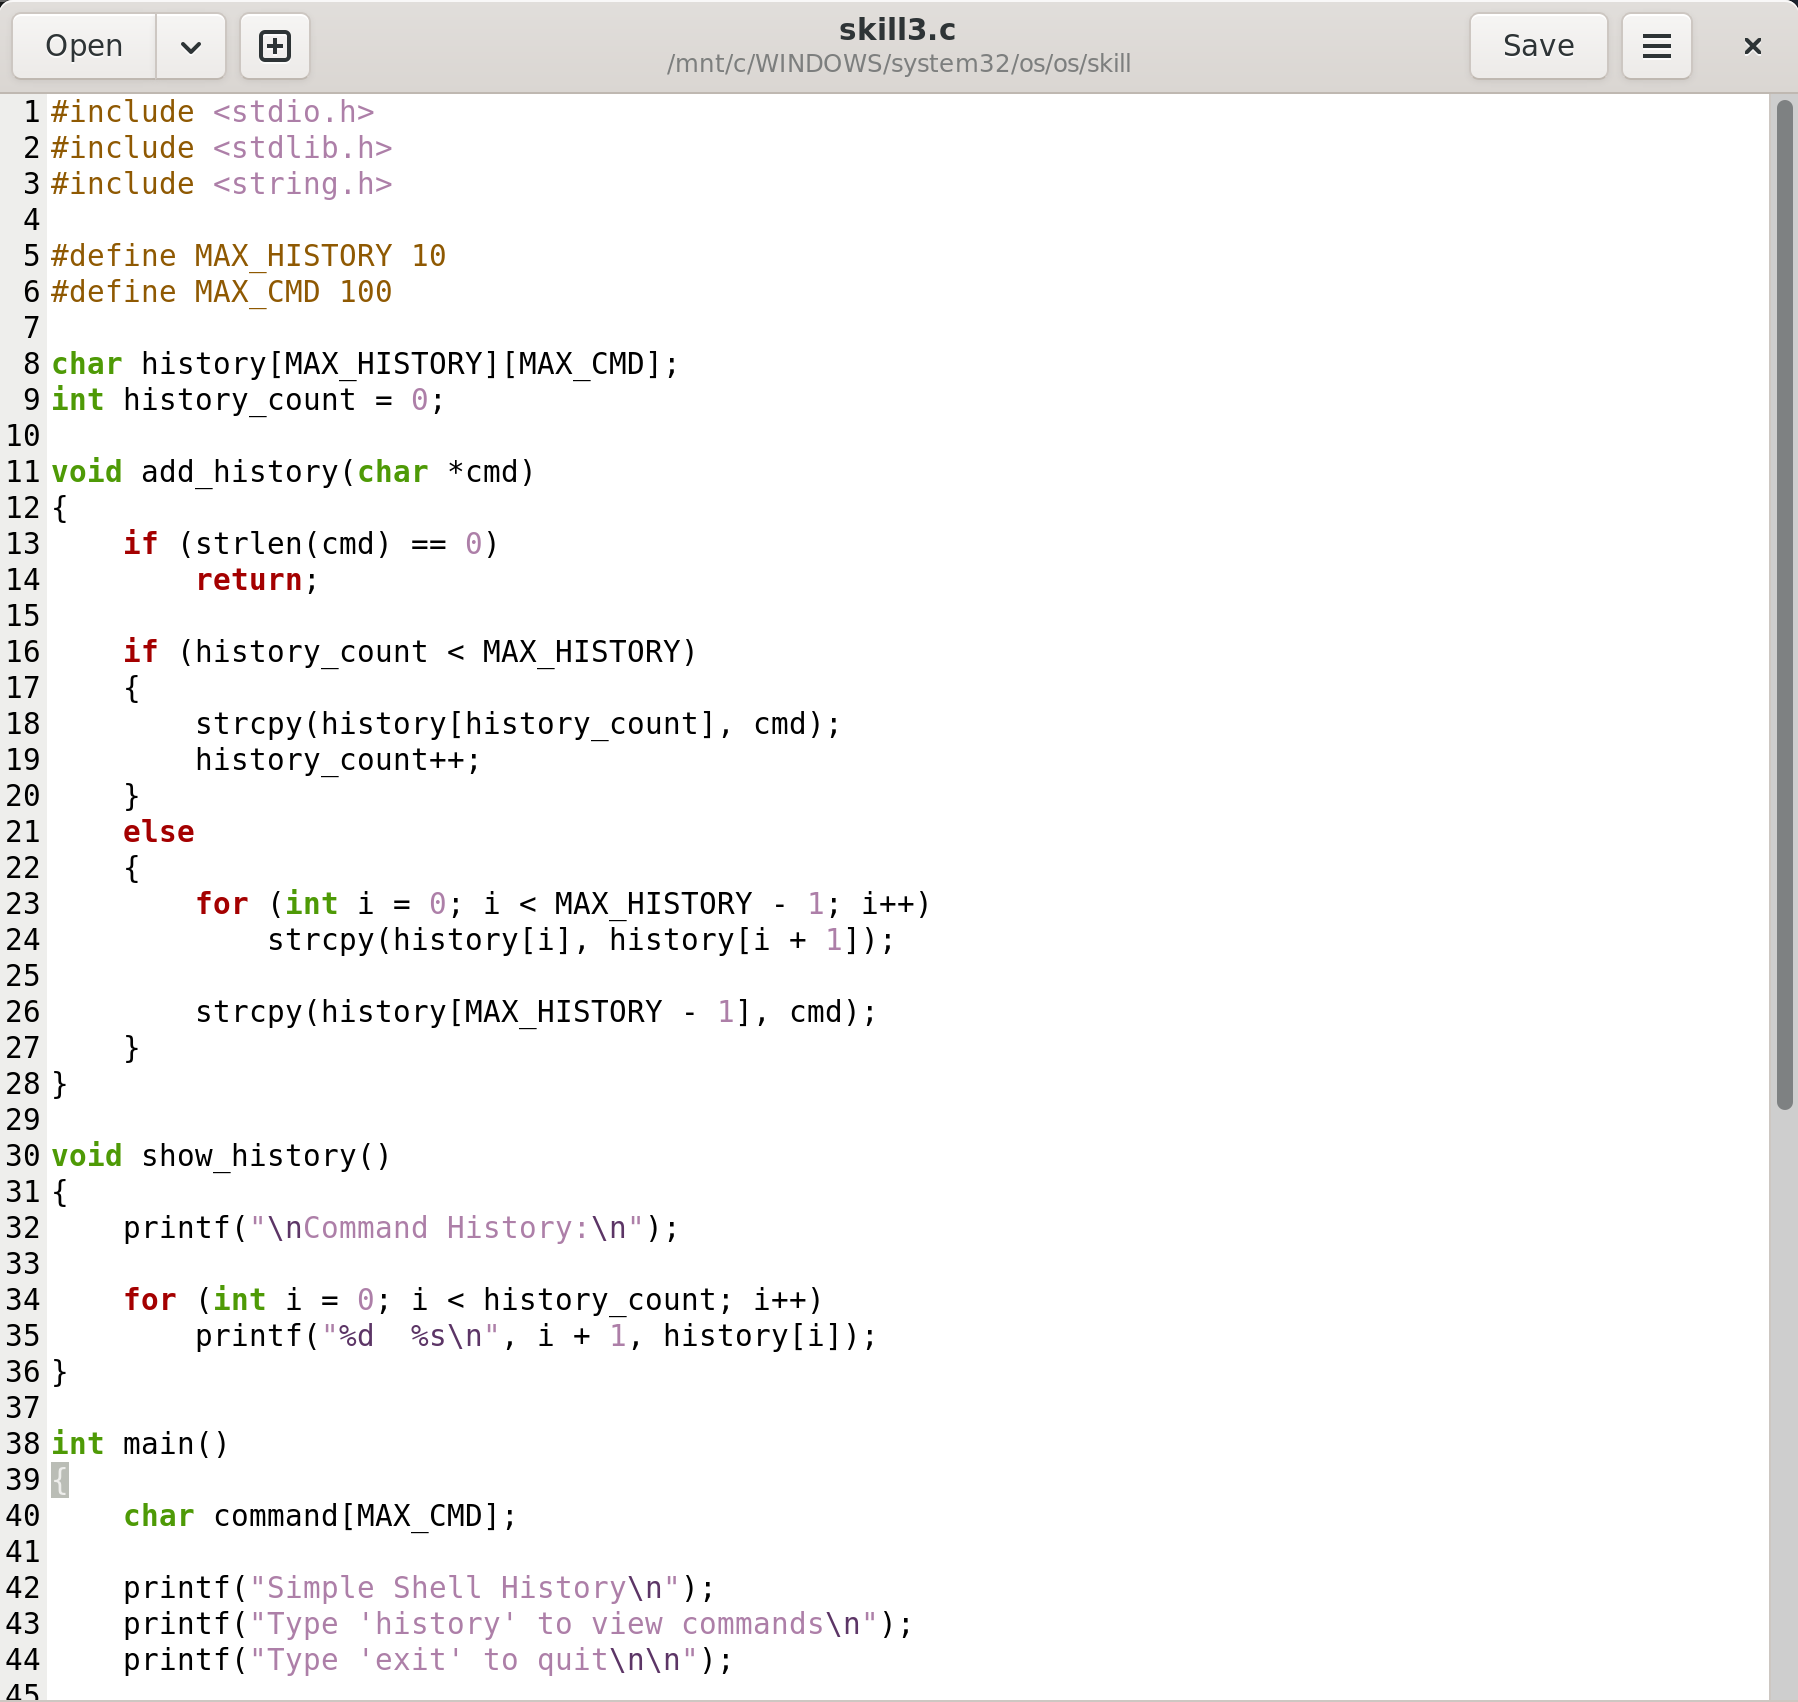 Open
skill3.c
/mnt/c/WINDOWS/system32/os/os/skill
Save
1 #include <stdio.h>
2 #include <stdlib.h>
3 #include <string.h>
4
5 #define MAX_HISTORY 10
6 #define MAX_CMD 100
7
8 char history[MAX_HISTORY][MAX_CMD];
9 int history_count = 0;
10
11 void add_history(char *cmd)
12 {
13     if (strlen(cmd) == 0)
14         return;
15
16     if (history_count < MAX_HISTORY)
17     {
18         strcpy(history[history_count], cmd);
19         history_count++;
20     }
21     else
22     {
23         for (int i = 0; i < MAX_HISTORY - 1; i++)
24             strcpy(history[i], history[i + 1]);
25
26         strcpy(history[MAX_HISTORY - 1], cmd);
27     }
28 }
29
30 void show_history()
31 {
32     printf("\nCommand History:\n");
33
34     for (int i = 0; i < history_count; i++)
35         printf("%d  %s\n", i + 1, history[i]);
36 }
37
38 int main()
39 {
40     char command[MAX_CMD];
41
42     printf("Simple Shell History\n");
43     printf("Type 'history' to view commands\n");
44     printf("Type 'exit' to quit\n\n");
45